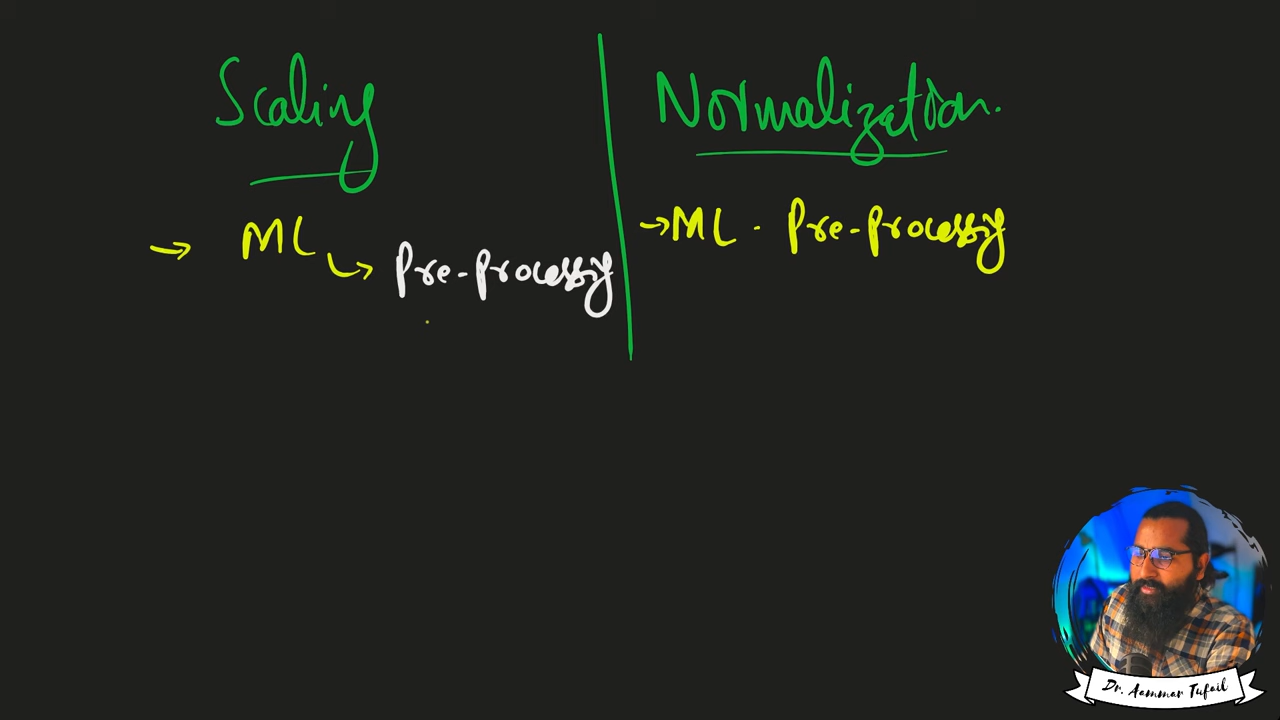 Scaling
Normalization.
→ ML
↳ Pre-processing
→ ML. Pre-processing
Dr. Aammar Tufail